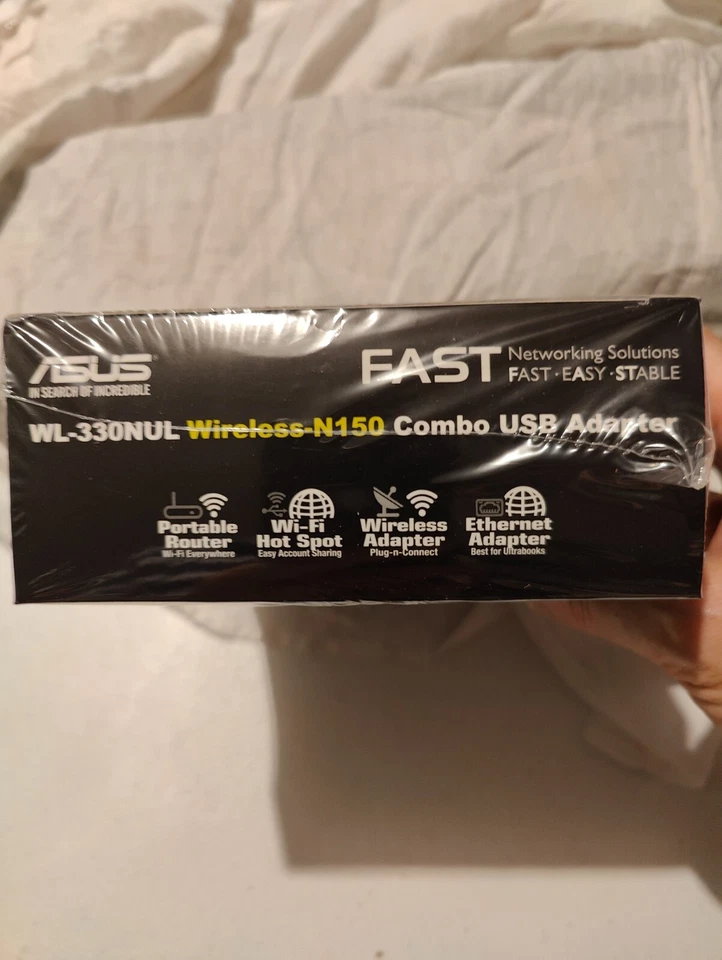 ASUS
IN SEARCH OF INCREDIBLE
FAST Networking Solutions
FAST · EASY · STABLE
WL-330NUL Wireless-N150 Combo USB Adapter
Portable
Router
Wi-Fi Everywhere
Wi-Fi
Hot Spot
Easy Account Sharing
Wireless
Adapter
Plug-n-Connect
Ethernet
Adapter
Best for Ultrabooks